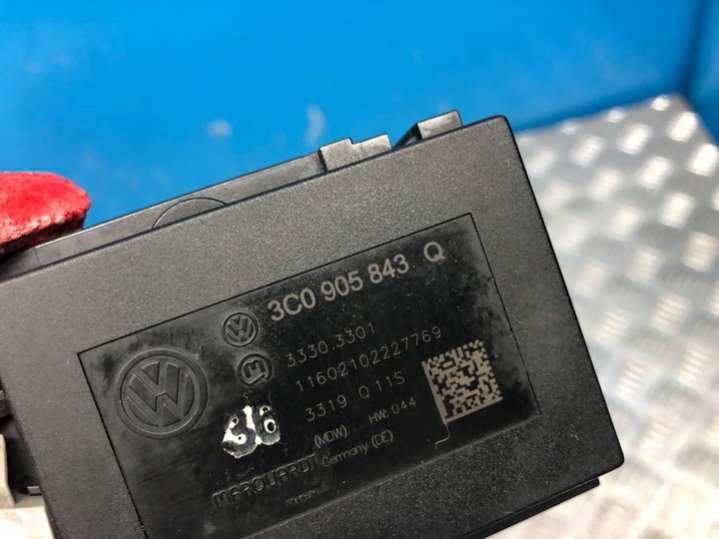 3C0 905 843 Q
3330.3301
11602102227769
3319 Q 11S
(MDW) HW: 044
MARQUARDT Germany (DE)